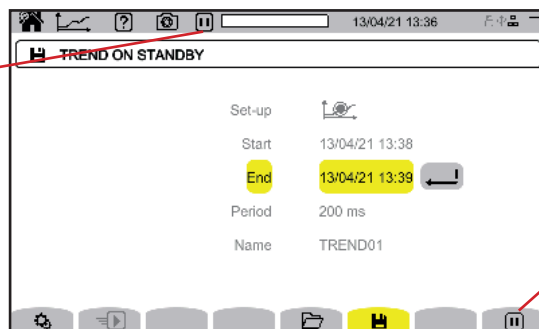 13/04/21 13:36
TREND ON STANDBY
Set-up
Start 13/04/21 13:38
End 13/04/21 13:39
Period 200 ms
Name TREND01